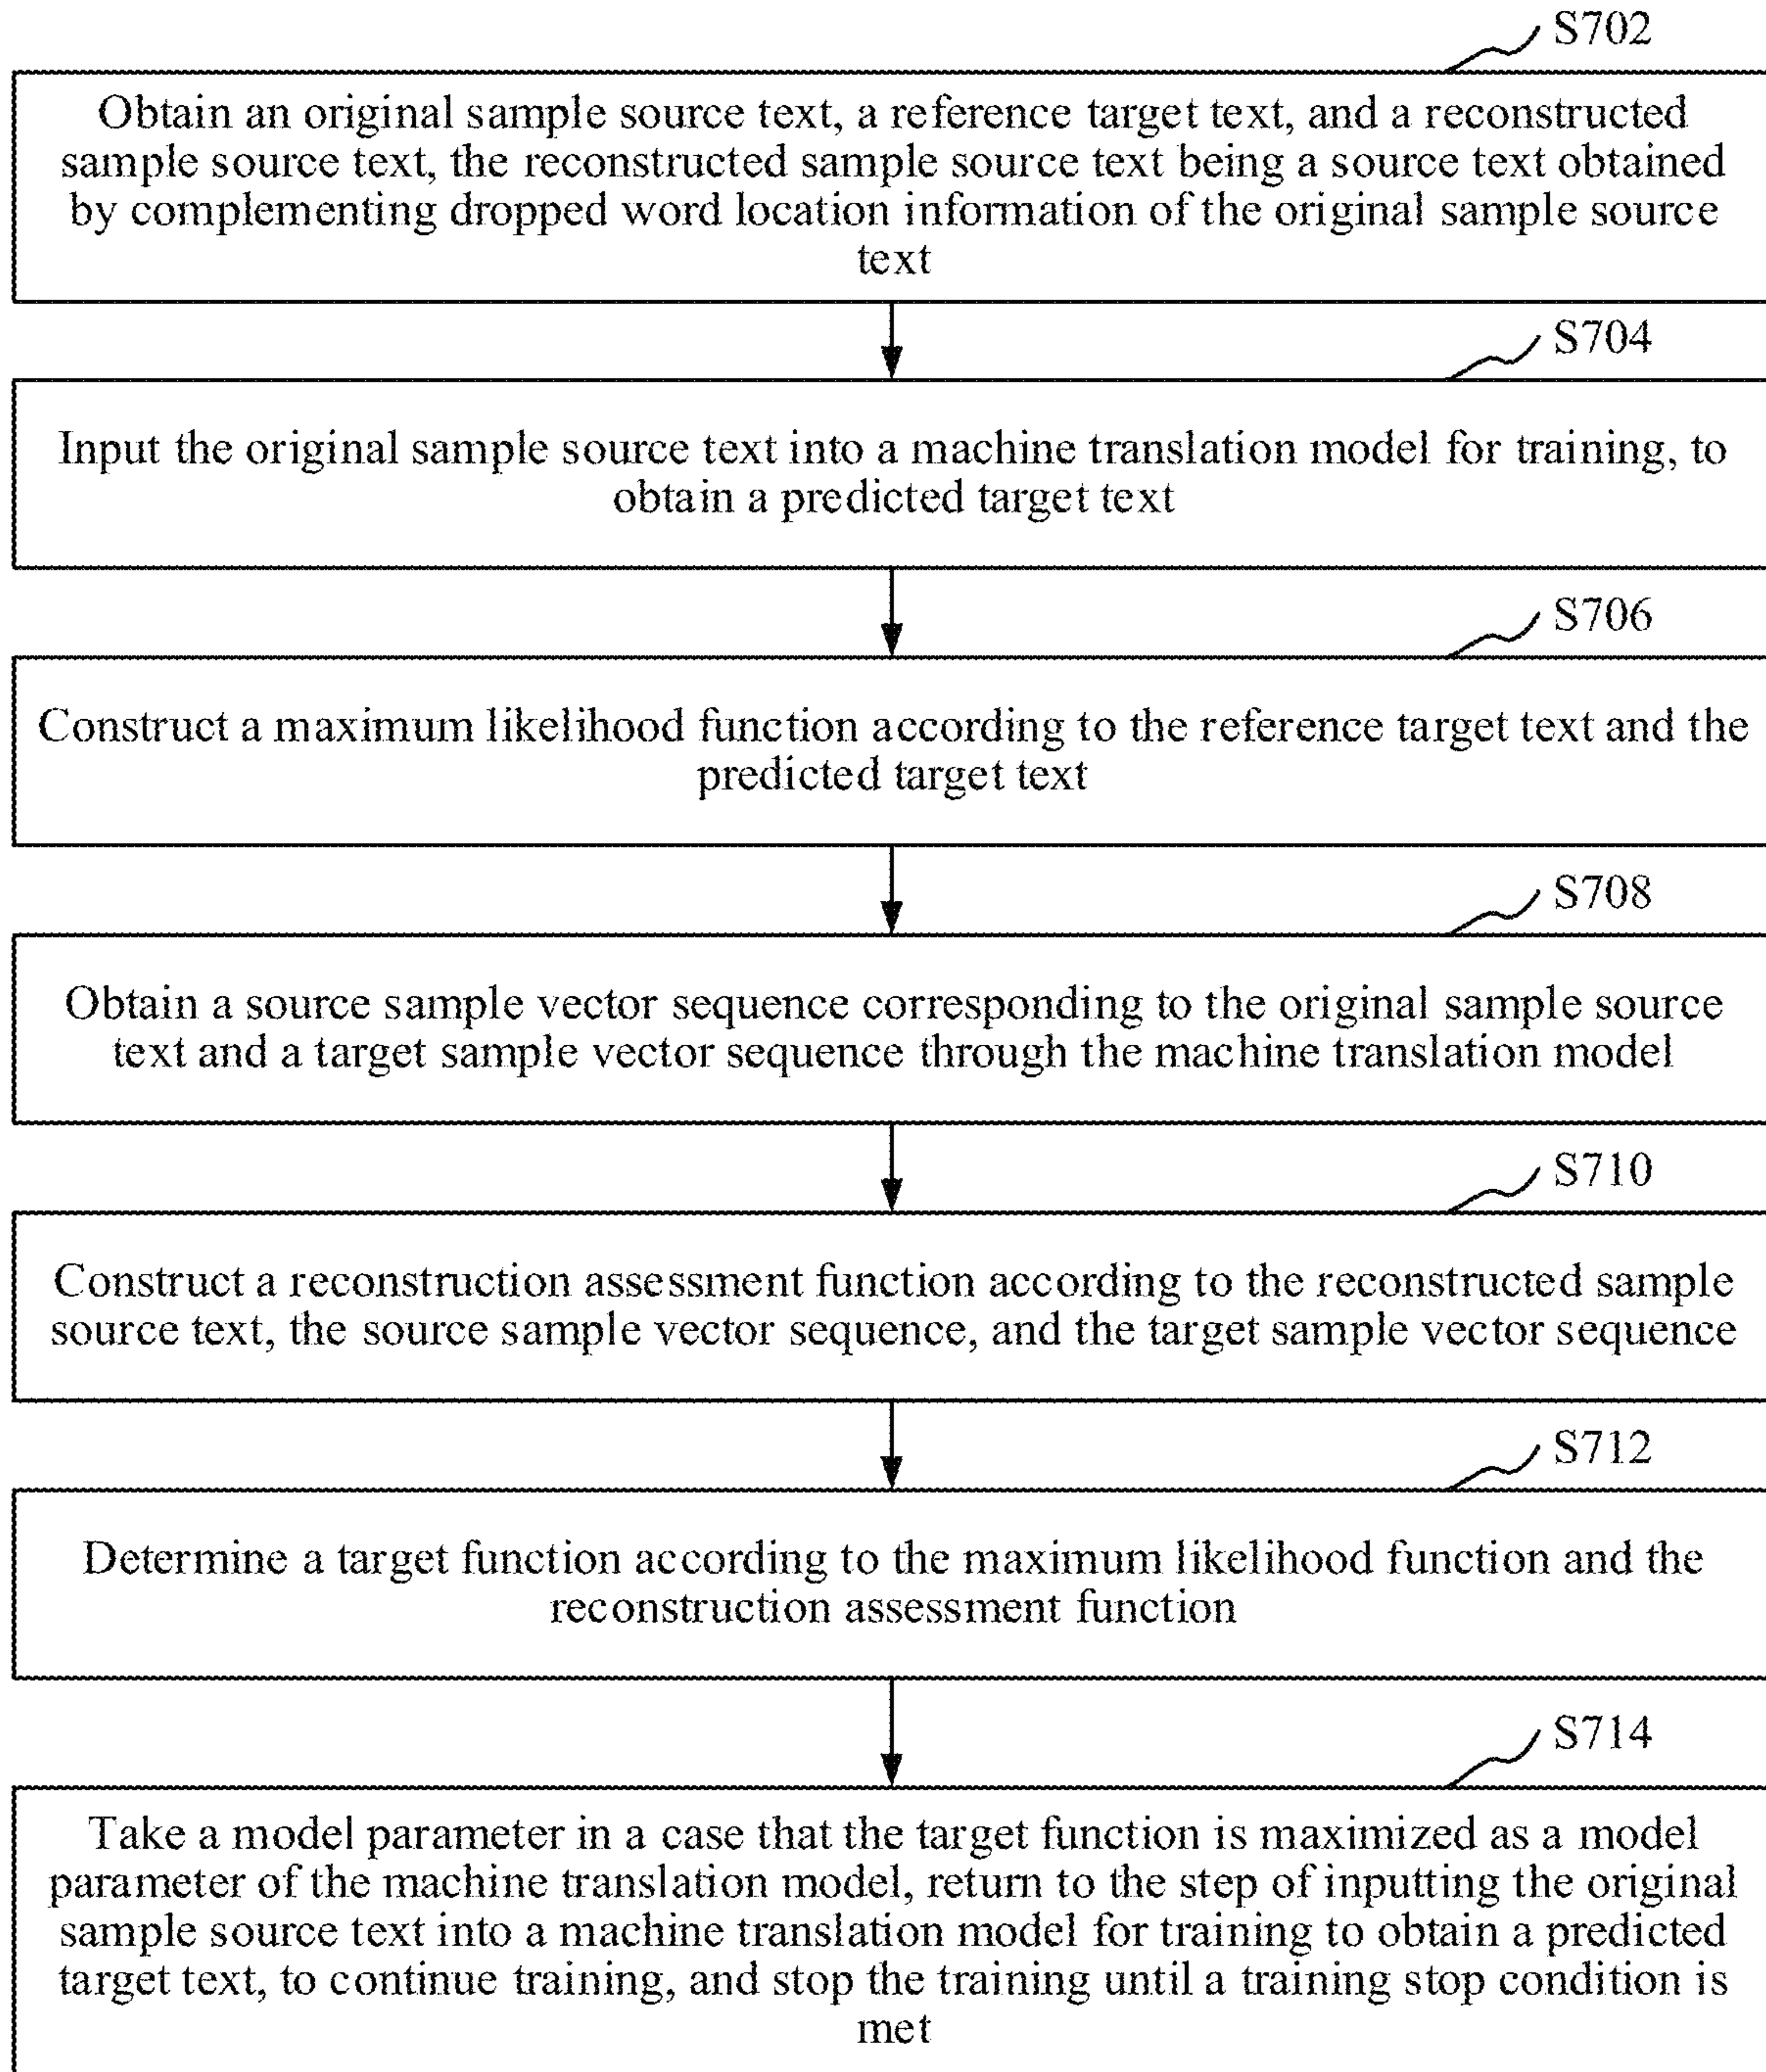 S702
Obtain an original sample source text, a reference target text, and a reconstructed
sample source text, the reconstructed sample source text being a source text obtained
by complementing dropped word location information of the original sample source
text
S704
Input the original sample source text into a machine translation model for training, to
obtain a predicted target text
S706
Construct a maximum likelihood function according to the reference target text and the
predicted target text
S708
Obtain a source sample vector sequence corresponding to the original sample source
text and a target sample vector sequence through the machine translation model
S710
Construct a reconstruction assessment function according to the reconstructed sample
source text, the source sample vector sequence, and the target sample vector sequence
S712
Determine a target function according to the maximum likelihood function and the
reconstruction assessment function
S714
Take a model parameter in a case that the target function is maximized as a model
parameter of the machine translation model, return to the step of inputting the original
sample source text into a machine translation model for training to obtain a predicted
target text, to continue training, and stop the training until a training stop condition is
met